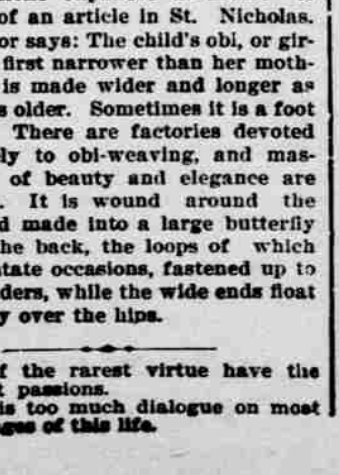 of an article in St. Nicholas.
or says: The child's obi, or gir-
first narrower than her moth-
is made wider and longer as
s older. Sometimes it is a foot
There are factories devoted
ly to obi-weaving, and mas-
of beauty and elegance are
. It is wound around the
d made into a large butterfly
he back, the loops of which
state occasions, fastened up to
ders, while the wide ends float
y over the hips.
f the rarest virtue have the
t passions.
is too much dialogue on most
ges of this life.